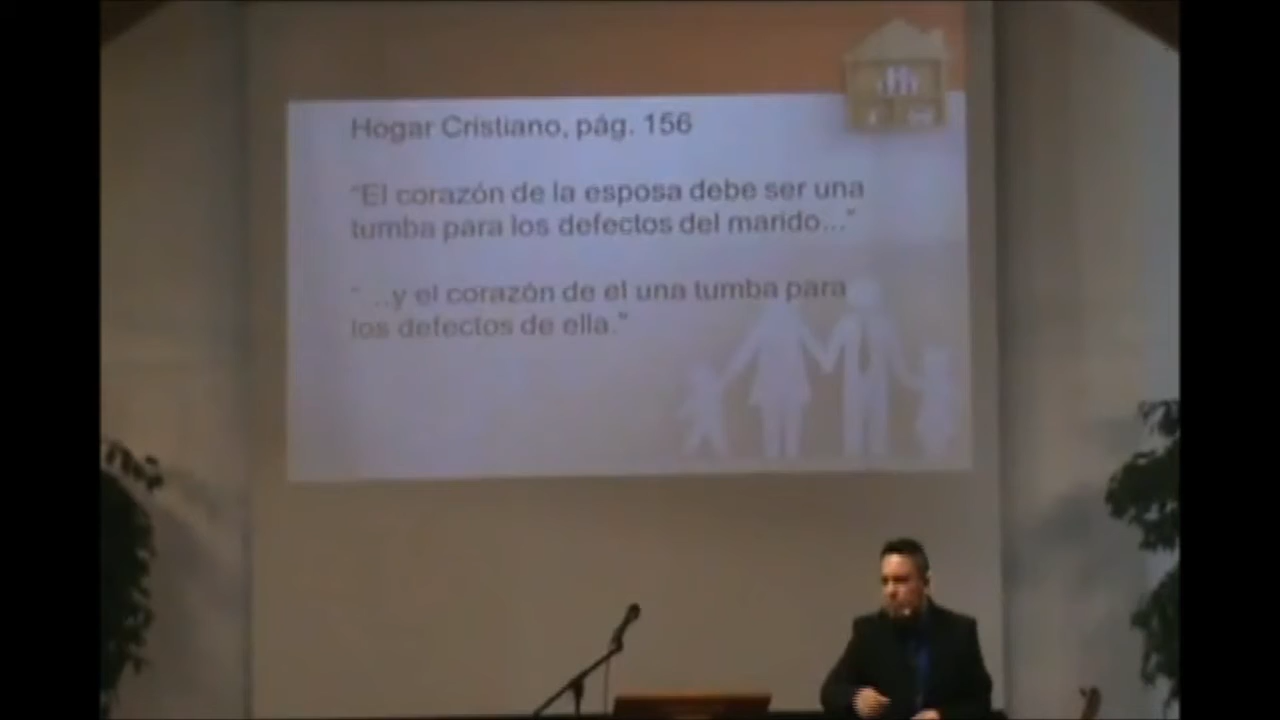 Hogar Cristiano, pág. 156
"El corazón de la esposa debe ser una
tumba para los defectos del marido..."
"...y el corazón de el una tumba para
los defectos de ella."